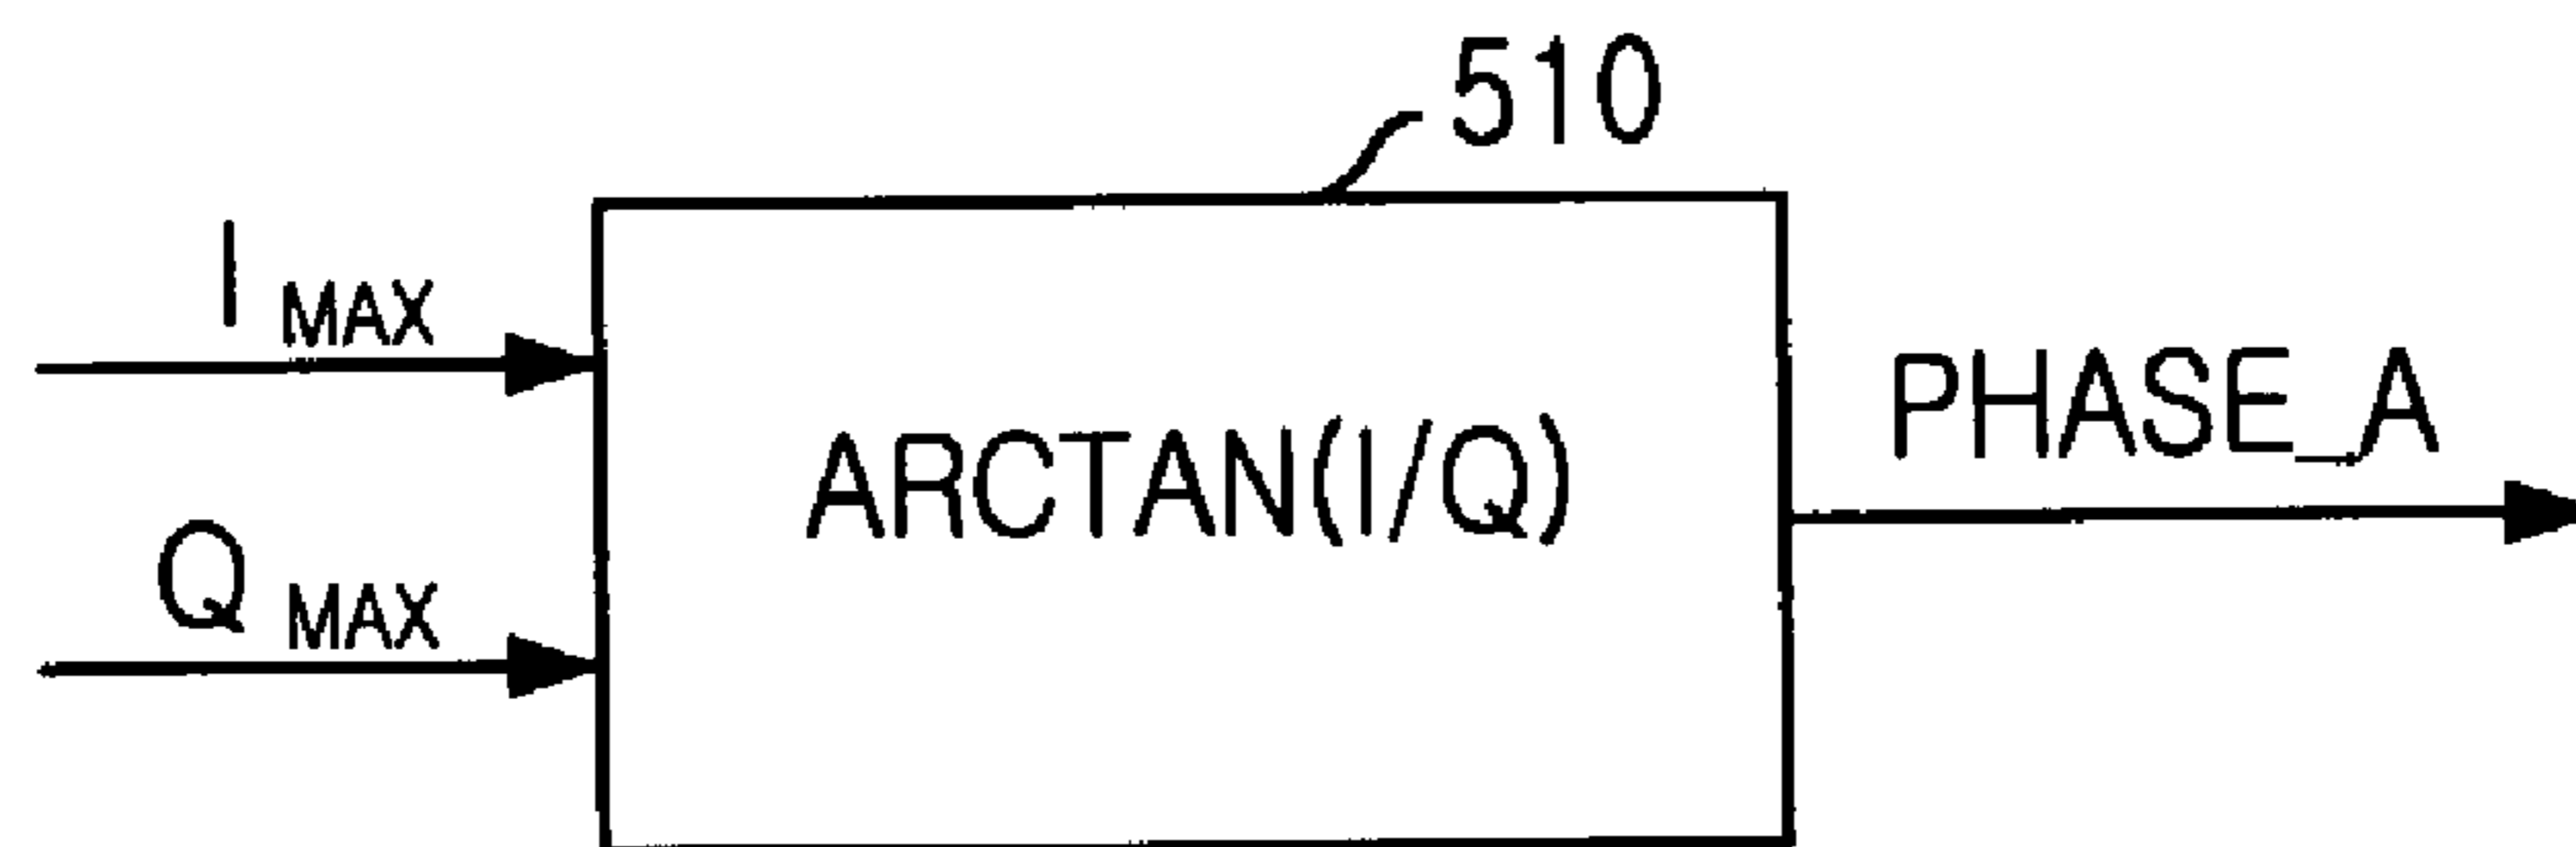 510
I MAX
PHASE_A
ARCTAN(I/Q)
Q MAX